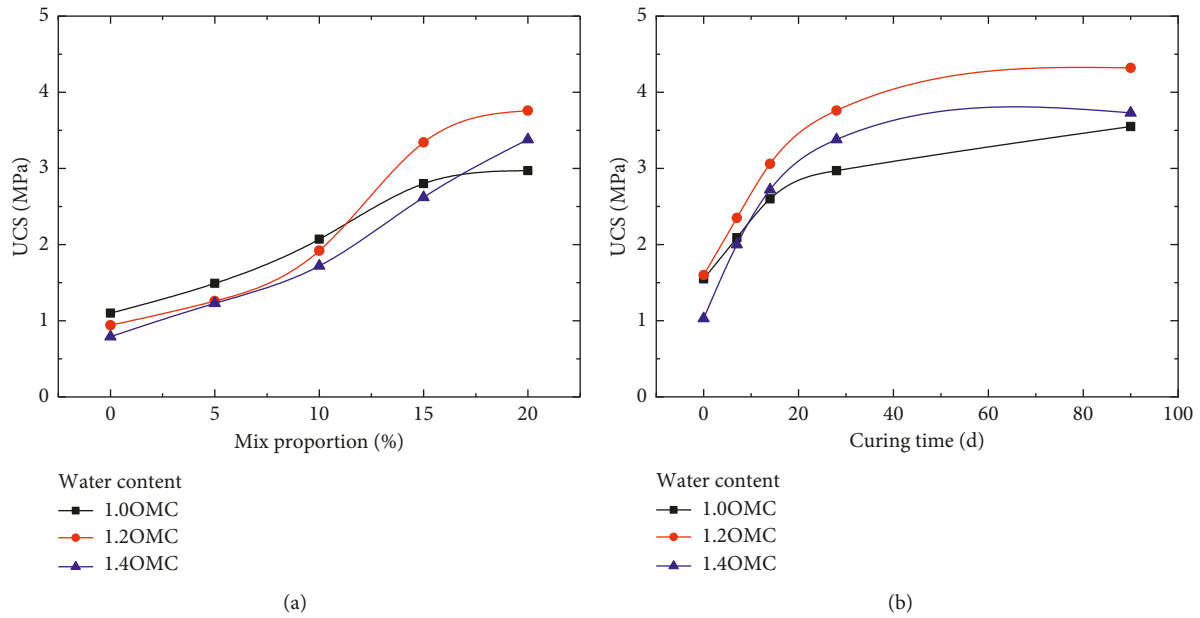 5
4
3
2
1
0
UCS (MPa)
0 5 10 15 20
Mix proportion (%)
Water content
1.0OMC
1.2OMC
1.4OMC
(a)
5
4
3
2
1
0
UCS (MPa)
0 20 40 60 80 100
Curing time (d)
Water content
1.0OMC
1.2OMC
1.4OMC
(b)